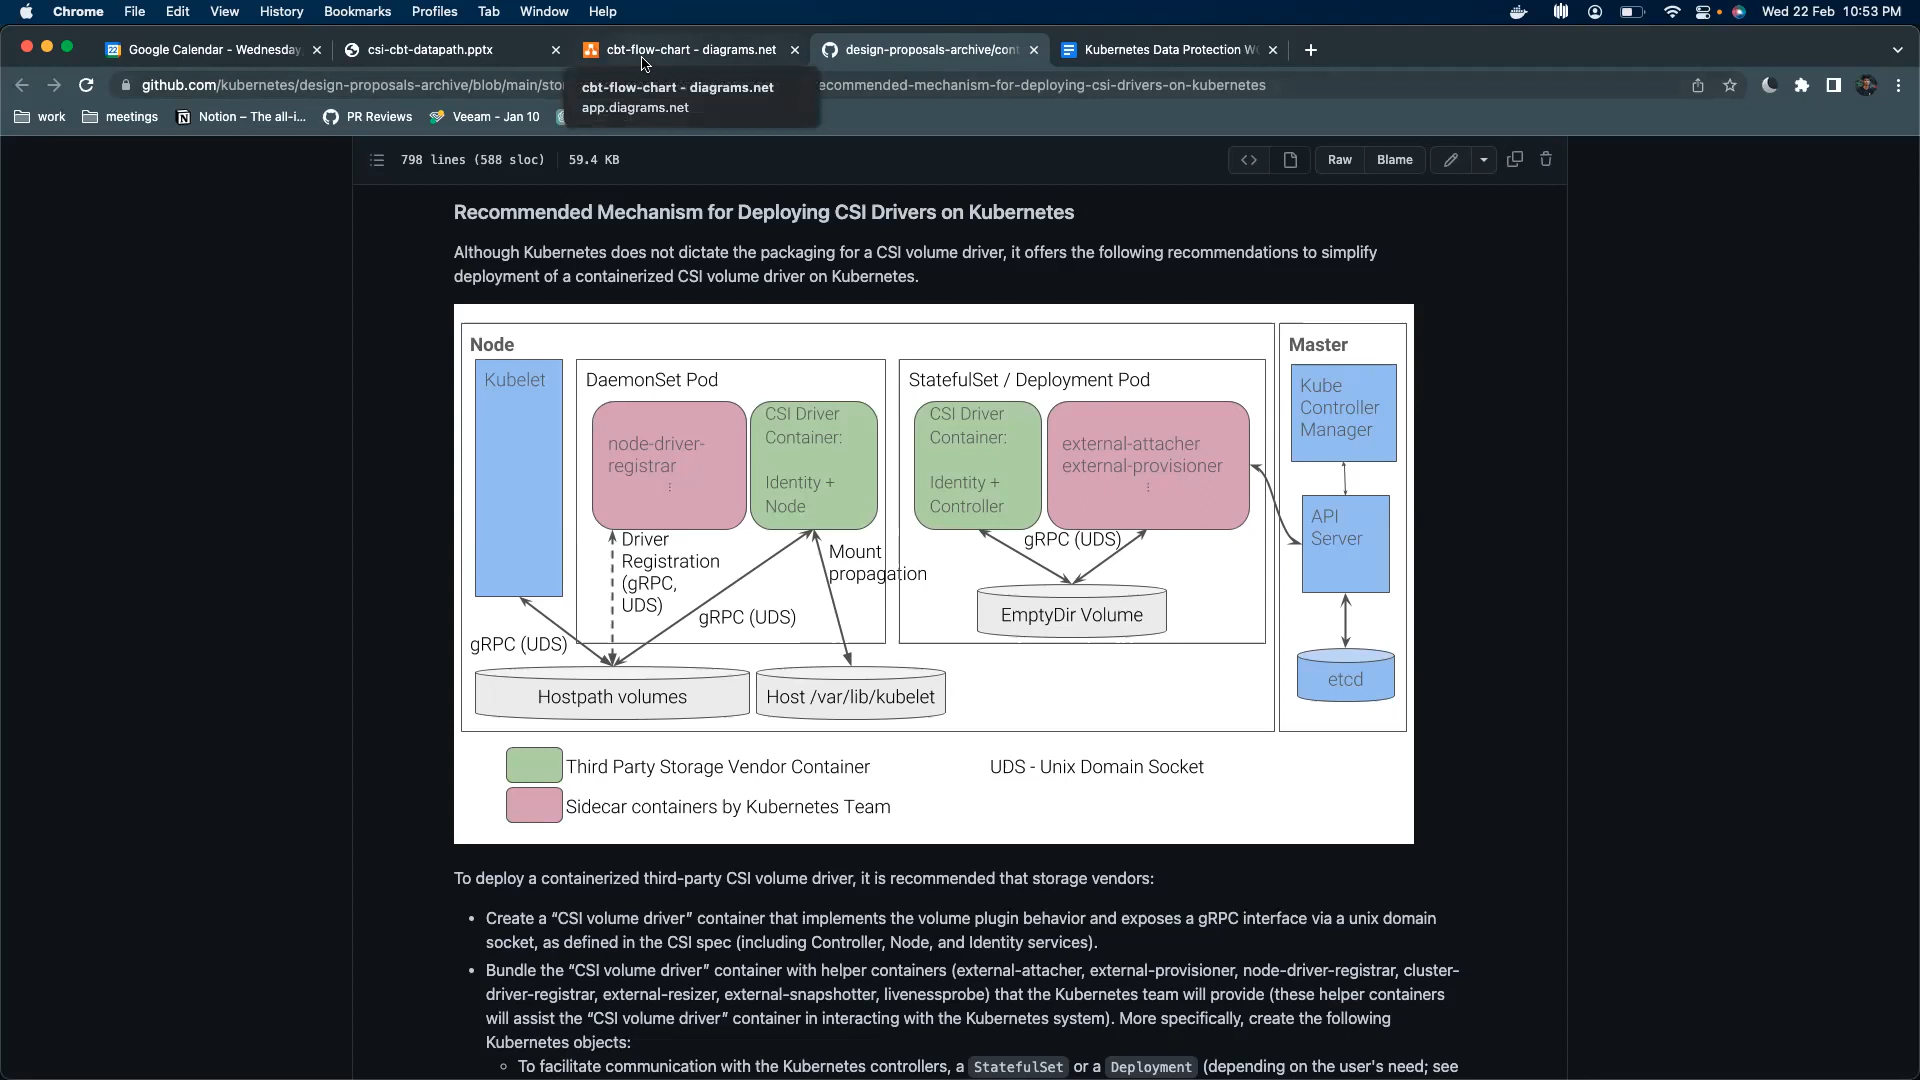 Chrome File Edit View History Bookmarks Profiles Tab Window Help Wed 22 Feb 10:53 PM
22 Google Calendar - Wednesday, csi-cbt-datapath.pptx cbt-flow-chart - diagrams.net design-proposals-archive/cont Kubernetes Data Protection W
github.com/kubernetes/design-proposals-archive/blob/main/sto ecommended-mechanism-for-deploying-csi-drivers-on-kubernetes
cbt-flow-chart - diagrams.net
app.diagrams.net
work meetings Notion – The all-i... PR Reviews Veeam - Jan 10
798 lines (588 sloc) 59.4 KB
Raw Blame
Recommended Mechanism for Deploying CSI Drivers on Kubernetes
Although Kubernetes does not dictate the packaging for a CSI volume driver, it offers the following recommendations to simplify
deployment of a containerized CSI volume driver on Kubernetes.
Node
Kubelet
DaemonSet Pod
node-driver-
registrar
⋮
CSI Driver
Container:
Identity +
Node
Driver
Registration
(gRPC,
UDS)
gRPC (UDS)
Mount
propagation
gRPC (UDS)
Hostpath volumes
Host /var/lib/kubelet
StatefulSet / Deployment Pod
CSI Driver
Container:
Identity +
Controller
external-attacher
external-provisioner
⋮
gRPC (UDS)
EmptyDir Volume
Master
Kube
Controller
Manager
API
Server
etcd
Third Party Storage Vendor Container
UDS - Unix Domain Socket
Sidecar containers by Kubernetes Team
To deploy a containerized third-party CSI volume driver, it is recommended that storage vendors:
• Create a “CSI volume driver” container that implements the volume plugin behavior and exposes a gRPC interface via a unix domain
socket, as defined in the CSI spec (including Controller, Node, and Identity services).
• Bundle the “CSI volume driver” container with helper containers (external-attacher, external-provisioner, node-driver-registrar, cluster-
driver-registrar, external-resizer, external-snapshotter, livenessprobe) that the Kubernetes team will provide (these helper containers
will assist the “CSI volume driver” container in interacting with the Kubernetes system). More specifically, create the following
Kubernetes objects:
◦ To facilitate communication with the Kubernetes controllers, a StatefulSet or a Deployment (depending on the user's need; see